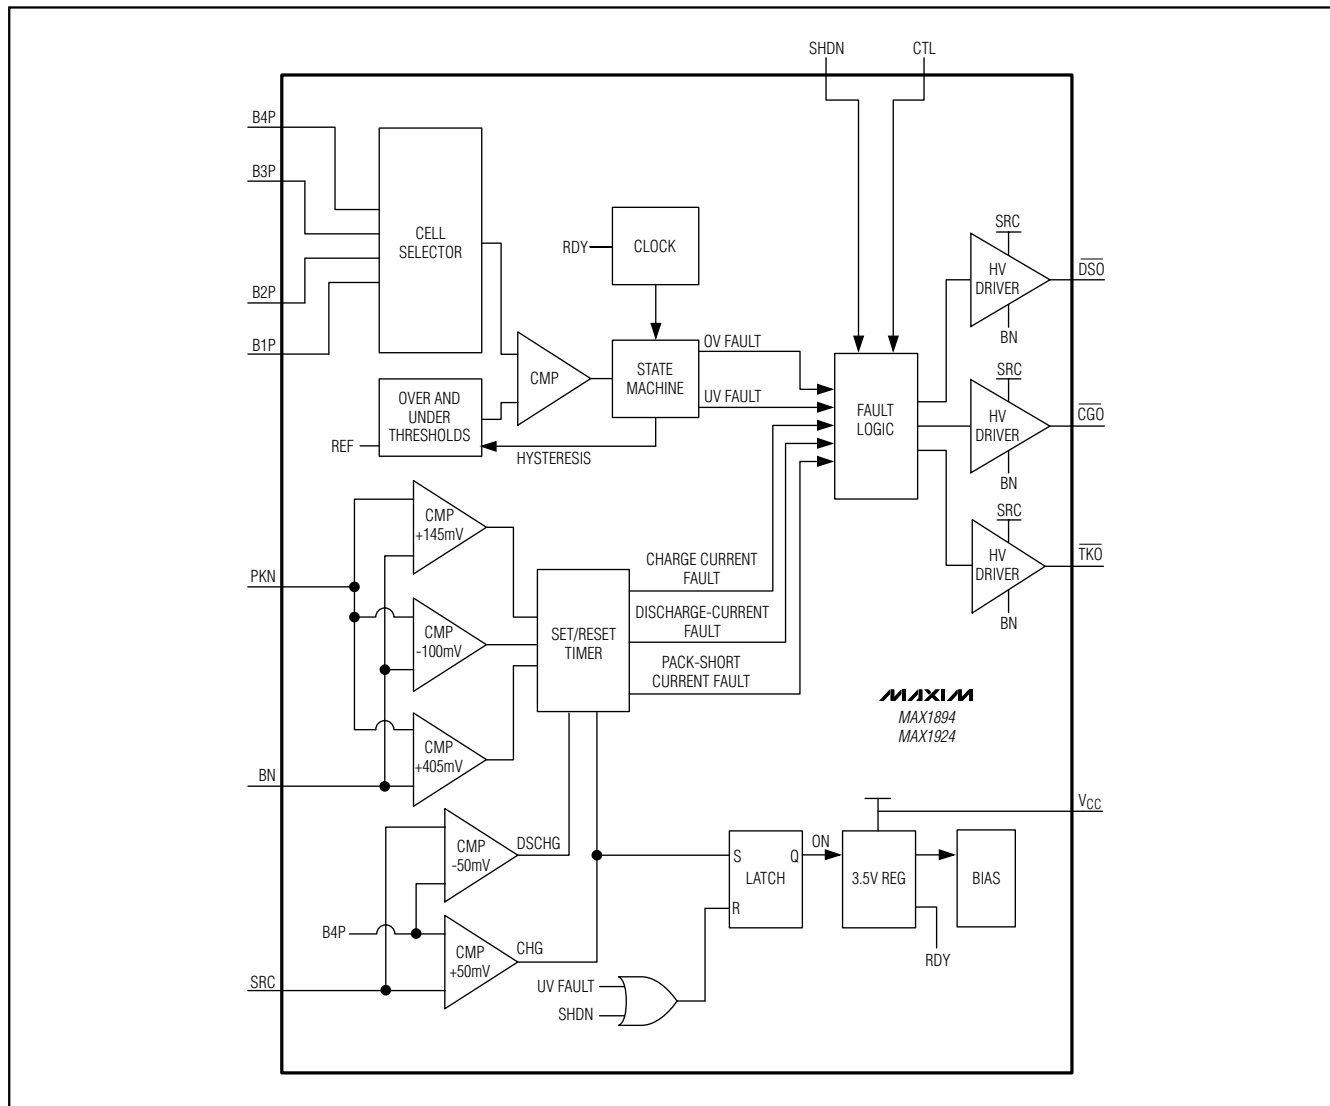 SHDN
CTL
B4P
B3P
B2P
B1P
CELL
SELECTOR
RDY
CLOCK
CMP
STATE
MACHINE
OV FAULT
UV FAULT
OVER AND
UNDER
THRESHOLDS
REF
HYSTERESIS
FAULT
LOGIC
SRC
HV
DRIVER
BN
DSO
SRC
HV
DRIVER
BN
CGO
SRC
HV
DRIVER
BN
TKO
PKN
BN
CMP
+145mV
CMP
-100mV
CMP
+405mV
SET/RESET
TIMER
CHARGE CURRENT
FAULT
DISCHARGE-CURRENT
FAULT
PACK-SHORT
CURRENT FAULT
MAXIM
MAX1894
MAX1924
VCC
CMP
-50mV
DSCHG
B4P
CMP
+50mV
CHG
SRC
UV FAULT
SHDN
S
Q
LATCH
R
ON
3.5V REG
BIAS
RDY